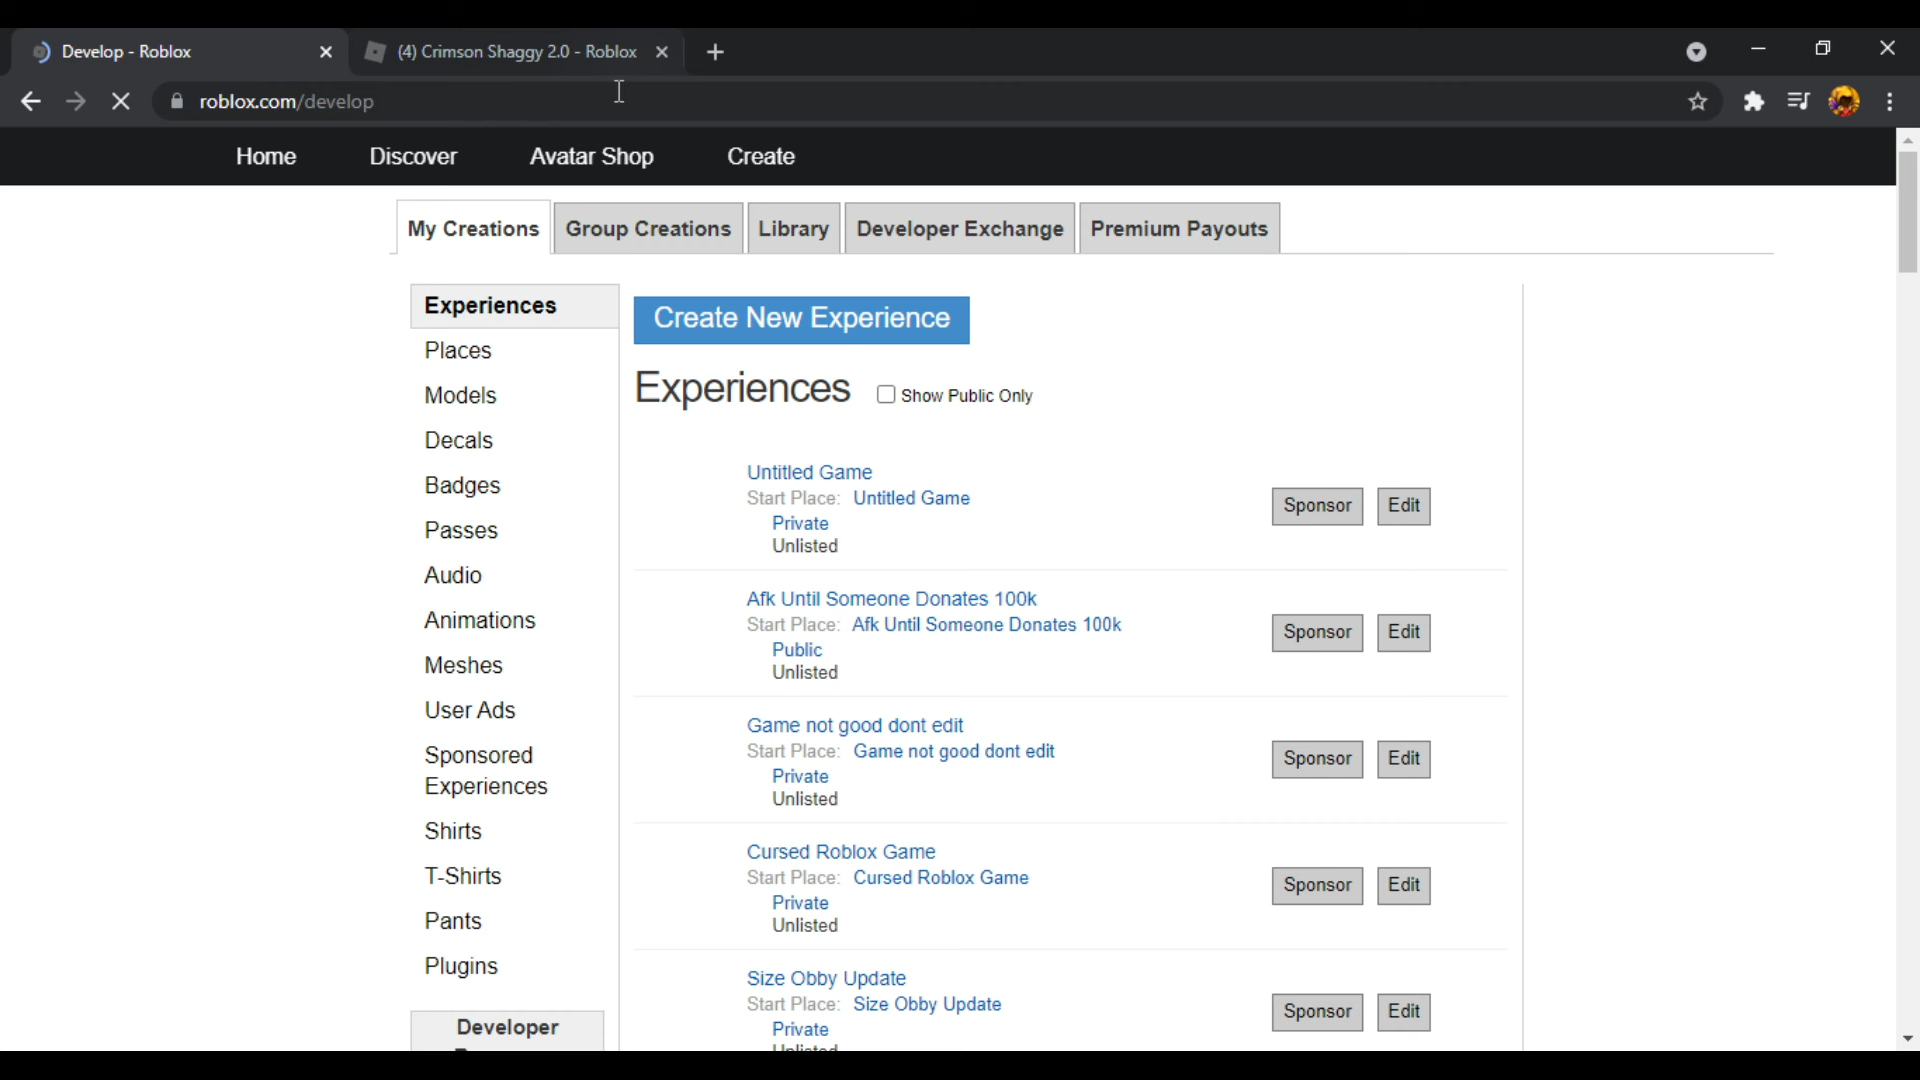 Develop - Roblox
(4) Crimson Shaggy 2.0 - Roblox
roblox.com/develop
Home Discover Avatar Shop Create
My Creations Group Creations Library Developer Exchange Premium Payouts
Experiences
Places
Models
Decals
Badges
Passes
Audio
Animations
Meshes
User Ads
Sponsored
Experiences
Shirts
T-Shirts
Pants
Plugins
Developer
Create New Experience
Experiences Show Public Only
Untitled Game
Start Place: Untitled Game
Private
Unlisted
Sponsor Edit
Afk Until Someone Donates 100k
Start Place: Afk Until Someone Donates 100k
Public
Unlisted
Sponsor Edit
Game not good dont edit
Start Place: Game not good dont edit
Private
Unlisted
Sponsor Edit
Cursed Roblox Game
Start Place: Cursed Roblox Game
Private
Unlisted
Sponsor Edit
Size Obby Update
Start Place: Size Obby Update
Private
Unlisted
Sponsor Edit